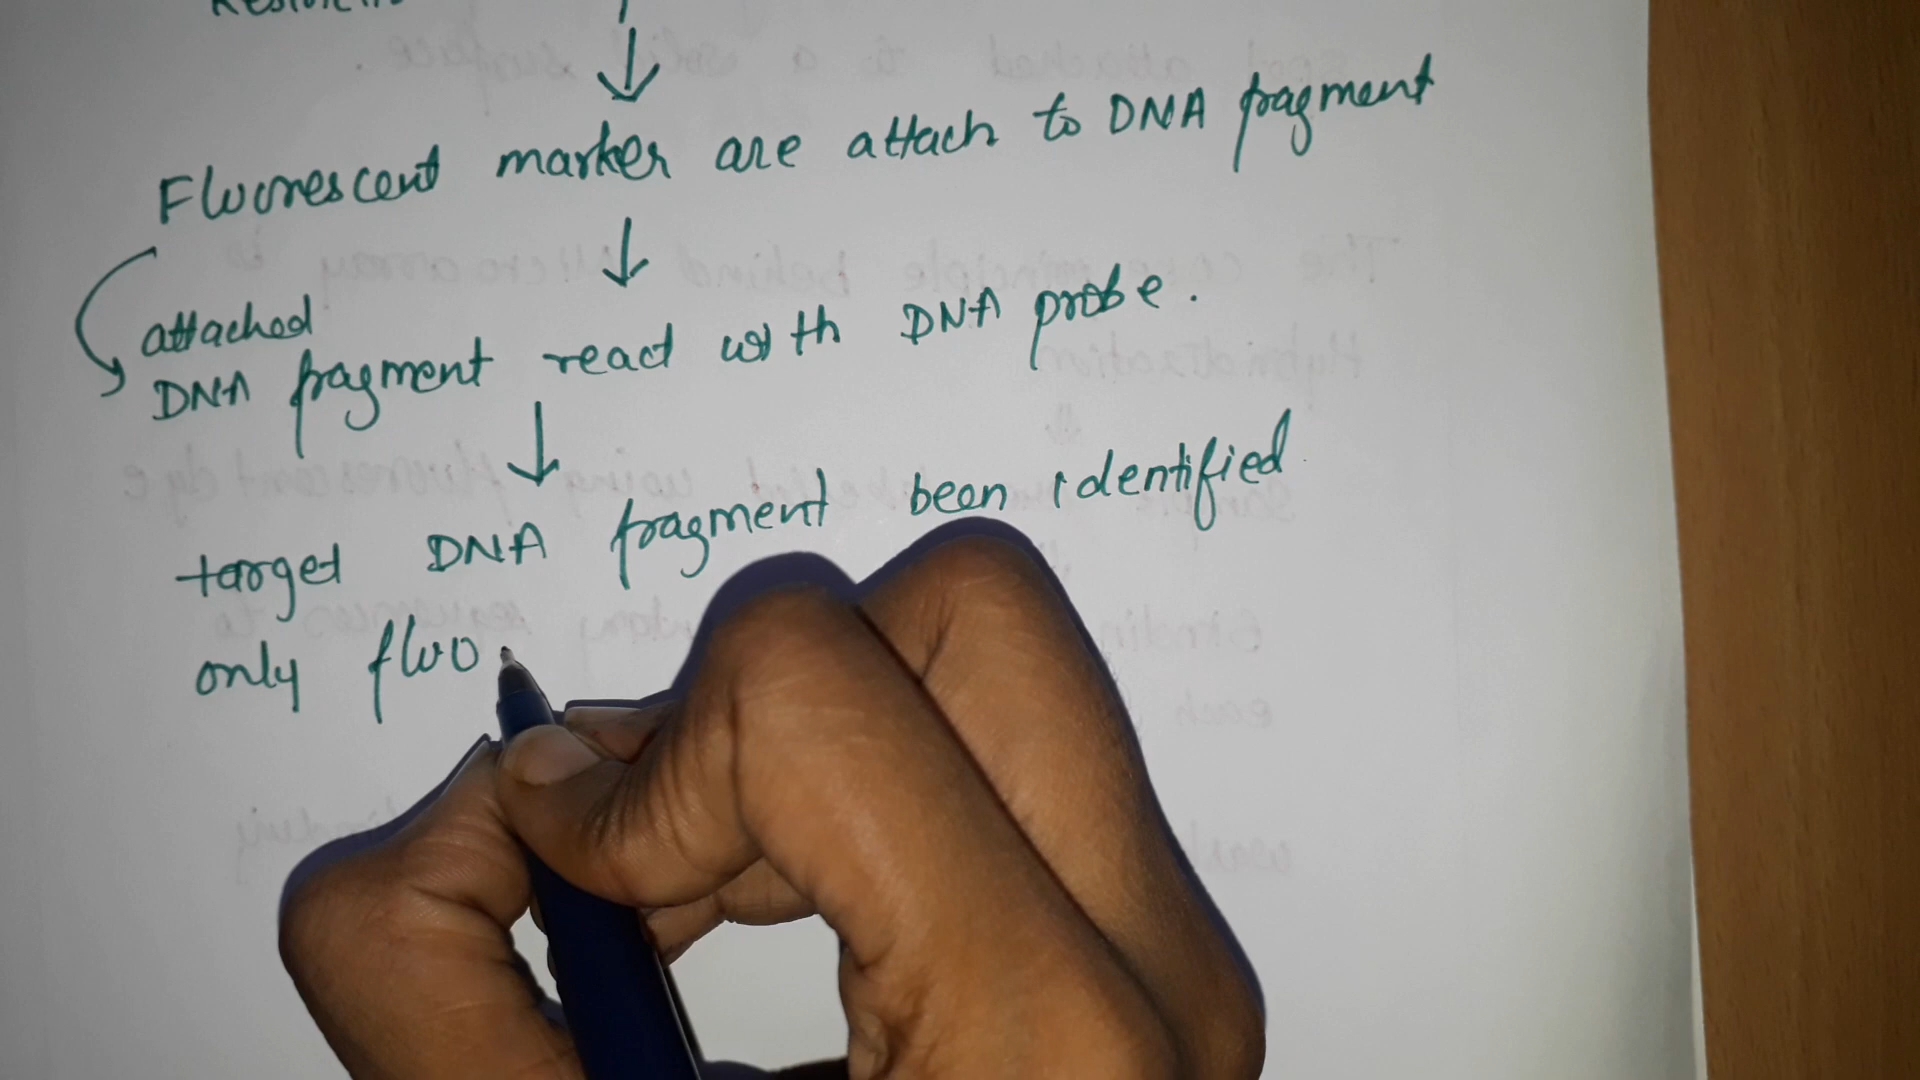 Fluorescent marker are attach to DNA fragment
attached
DNA fragment react with DNA probe.
target DNA fragment been identified
only fluo